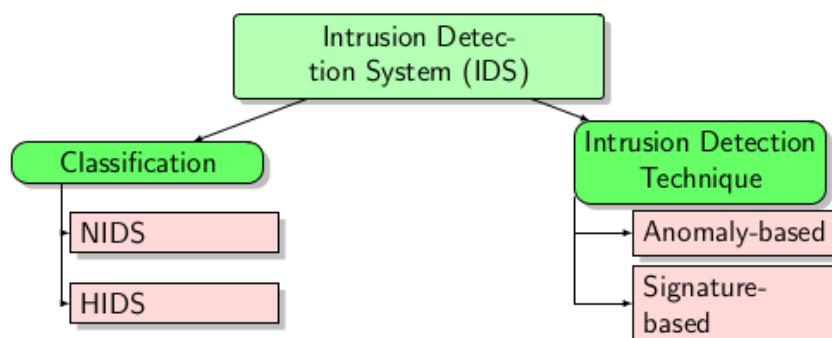 Intrusion Detec-
tion System (IDS)
Classification
Intrusion Detection
Technique
NIDS
HIDS
Anomaly-based
Signature-
based